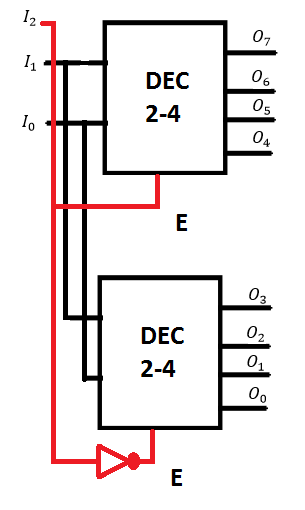 I₂
I₁
I₀
DEC
2-4
O₇
O₆
O₅
O₄
E
DEC
2-4
O₃
O₂
O₁
O₀
E